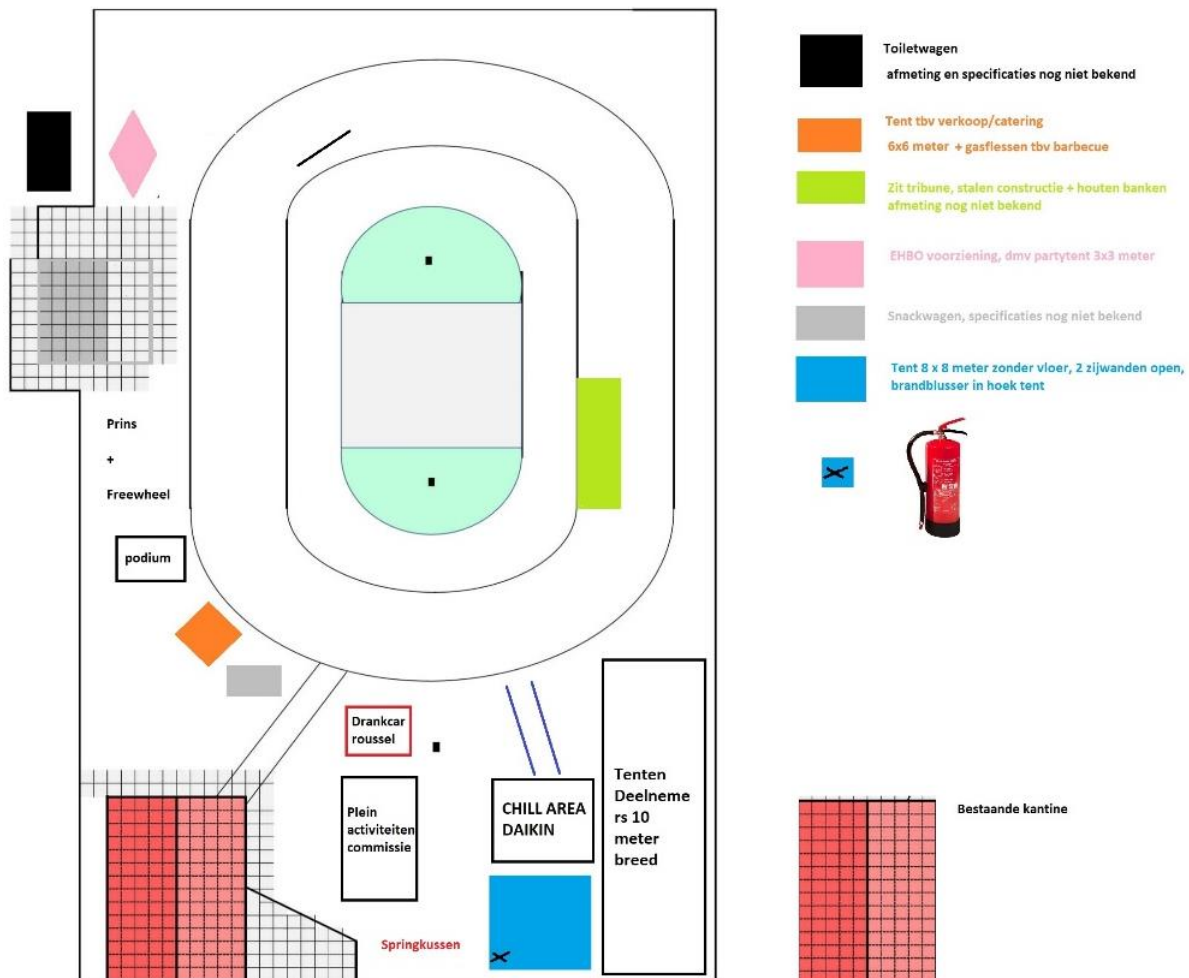 Toiletwagen
afmeting en specificaties nog niet bekend
Tent tbv verkoop/catering
6x6 meter + gasflessen tbv barbecue
Zit tribune, stalen constructie + houten banken
afmeting nog niet bekend
EHBO voorziening, dmv partytent 3x3 meter
Snackwagen, specificaties nog niet bekend
Tent 8 x 8 meter zonder vloer, 2 zijwanden open,
brandblusser in hoek tent
Prins
+
Freewheel
podium
Drankcar
roussel
Plein
activiteiten
commissie
CHILL AREA
DAIKIN
Tenten
Deelneme
rs 10
meter
breed
Springkussen
Bestaande kantine